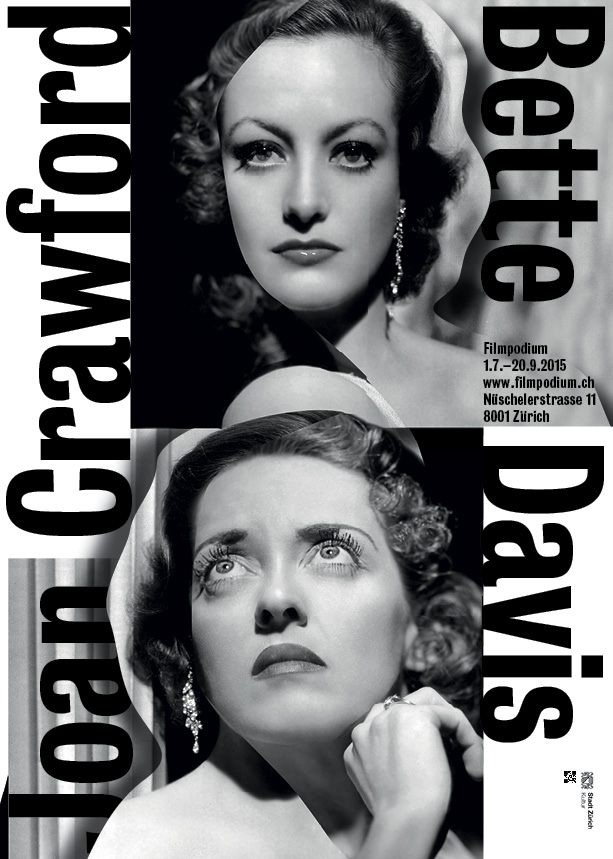 Joan Crawford
Bette Davis
Filmpodium
1.7.–20.9.2015
www.filmpodium.ch
Nüschelerstrasse 11
8001 Zürich
Stadt Zürich
Kultur